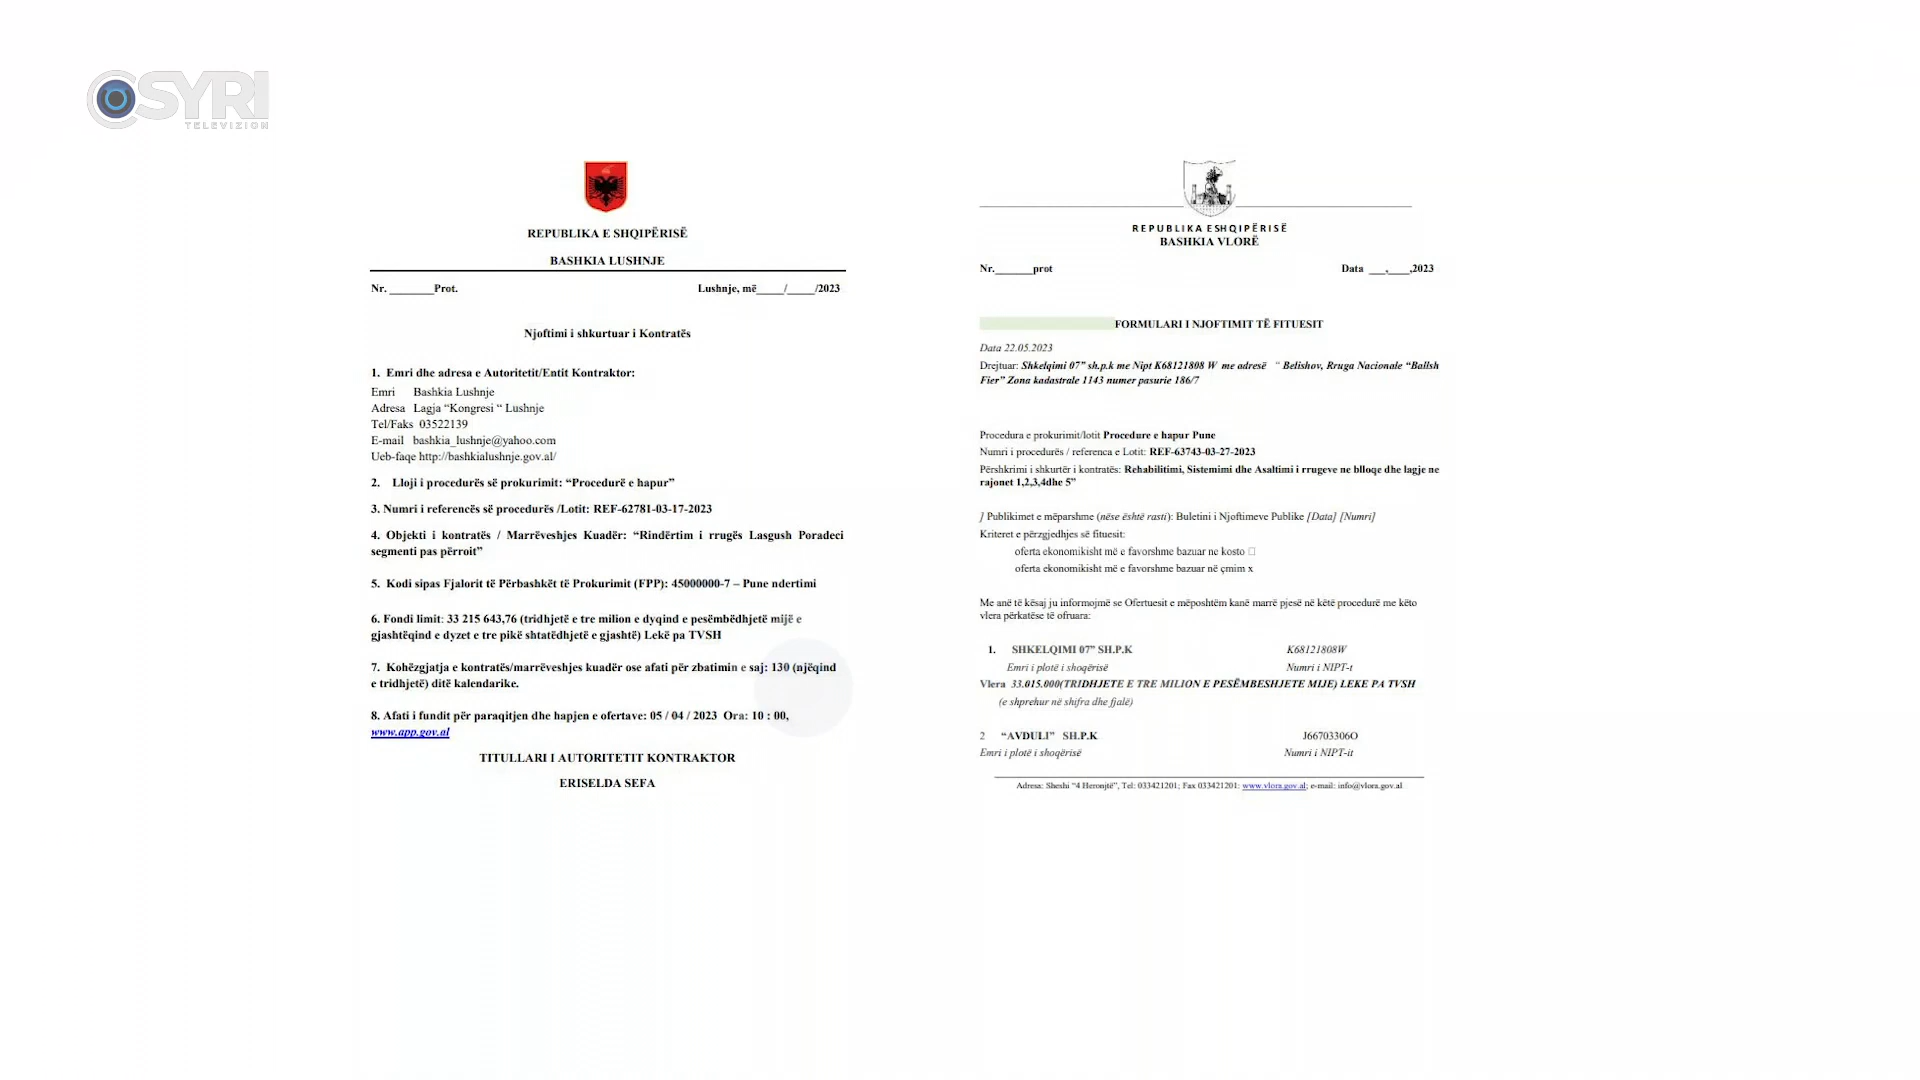 SYRI
TELEVIZION
REPUBLIKA E SHQIPËRISË
BASHKIA LUSHNJE
Nr. ________Prot. Lushnje, më_____/_____/2023
Njoftimi i shkurtuar i Kontratës
1. Emri dhe adresa e Autoritetit/Entit Kontraktor:
Emri Bashkia Lushnje
Adresa Lagja “Kongresi “ Lushnje
Tel/Faks 03522139
E-mail bashkia_lushnje@yahoo.com
Ueb-faqe http://bashkialushnje.gov.al/
2. Lloji i procedurës së prokurimit: “Procedurë e hapur”
3. Numri i referencës së procedurës /Lotit: REF-62781-03-17-2023
4. Objekti i kontratës / Marrëveshjes Kuadër: “Rindërtim i rrugës Lasgush Poradeci
segmenti pas përroit”
5. Kodi sipas Fjalorit të Përbashkët të Prokurimit (FPP): 45000000-7 – Pune ndertimi
6. Fondi limit: 33 215 643,76 (tridhjetë e tre milion e dyqind e pesëmbëdhjetë mijë e
gjashtëqind e dyzet e tre pikë shtatëdhjetë e gjashtë) Lekë pa TVSH
7. Kohëzgjatja e kontratës/marrëveshjes kuadër ose afati për zbatimin e saj: 130 (njëqind
e tridhjetë) ditë kalendarike.
8. Afati i fundit për paraqitjen dhe hapjen e ofertave: 05 / 04 / 2023 Ora: 10 : 00,
www.app.gov.al
TITULLARI I AUTORITETIT KONTRAKTOR
ERISELDA SEFA
REPUBLIKA ESHQIPËRISË
BASHKIA VLORË
Nr._______prot Data ___.____.2023
FORMULARI I NJOFTIMIT TË FITUESIT
Data 22.05.2023
Drejtuar: Shkelqimi 07” sh.p.k me Nipt K68121808 W me adresë “ Belishov, Rruga Nacionale “Ballsh
Fier” Zona kadastrale 1143 numer pasurie 186/7
Procedura e prokurimit/lotit Procedure e hapur Pune
Numri i procedurës / referenca e Lotit: REF-63743-03-27-2023
Përshkrimi i shkurtër i kontratës: Rehabilitimi, Sistemimi dhe Asaltimi i rrugeve ne blloqe dhe lagje ne
rajonet 1,2,3,4dhe 5”
] Publikimet e mëparshme (nëse është rasti): Buletini i Njoftimeve Publike [Data] [Numri]
Kriteret e përzgjedhjes së fituesit:
oferta ekonomikisht më e favorshme bazuar ne kosto □
oferta ekonomikisht më e favorshme bazuar në çmim x
Me anë të kësaj ju informojmë se Ofertuesit e mëposhtëm kanë marrë pjesë në këtë procedurë me këto
vlera përkatëse të ofruara:
1. SHKELQIMI 07” SH.P.K K68121808W
Emri i plotë i shoqërisë Numri i NIPT-t
Vlera 33.015.000(TRIDHJETE E TRE MILION E PESËMBESHJETE MIJE) LEKE PA TVSH
(e shprehur në shifra dhe fjalë)
2 “AVDULI” SH.P.K J66703306O
Emri i plotë i shoqërisë Numri i NIPT-it
Adresa: Sheshi “4 Heronjtë”, Tel: 033421201; Fax 033421201: www.vlora.gov.al; e-mail: info@vlora.gov.al